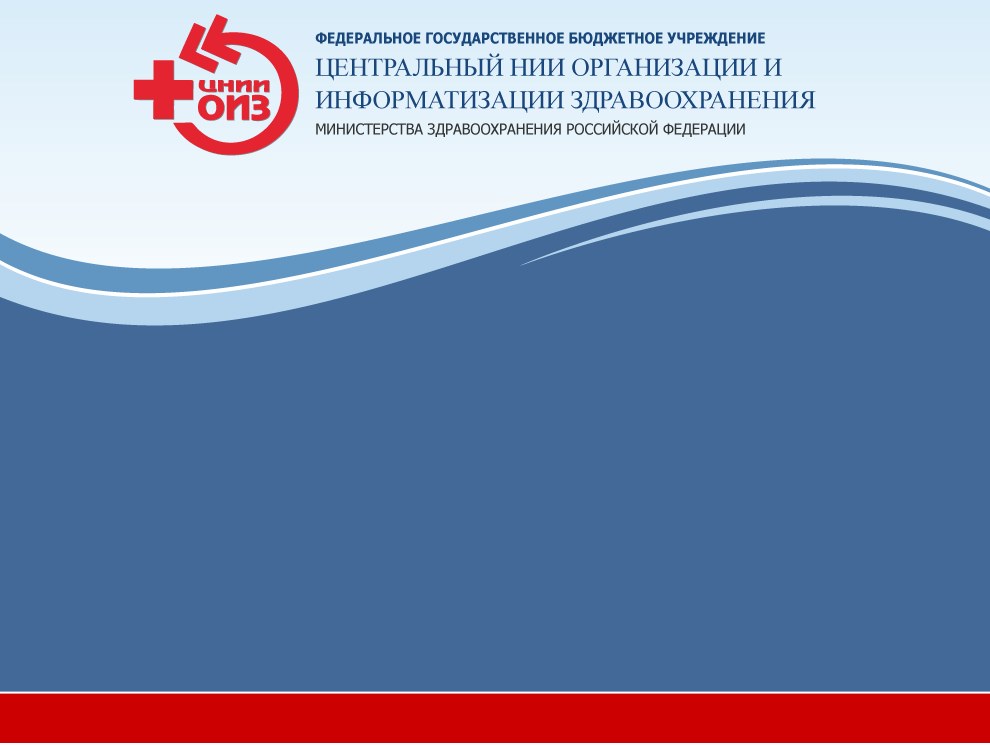 ФЕДЕРАЛЬНОЕ ГОСУДАРСТВЕННОЕ БЮДЖЕТНОЕ УЧРЕЖДЕНИЕ
ЦЕНТРАЛЬНЫЙ НИИ ОРГАНИЗАЦИИ И
ИНФОРМАТИЗАЦИИ ЗДРАВООХРАНЕНИЯ
МИНИСТЕРСТВА ЗДРАВООХРАНЕНИЯ РОССИЙСКОЙ ФЕДЕРАЦИИ
ЦНИИ
ОИЗ